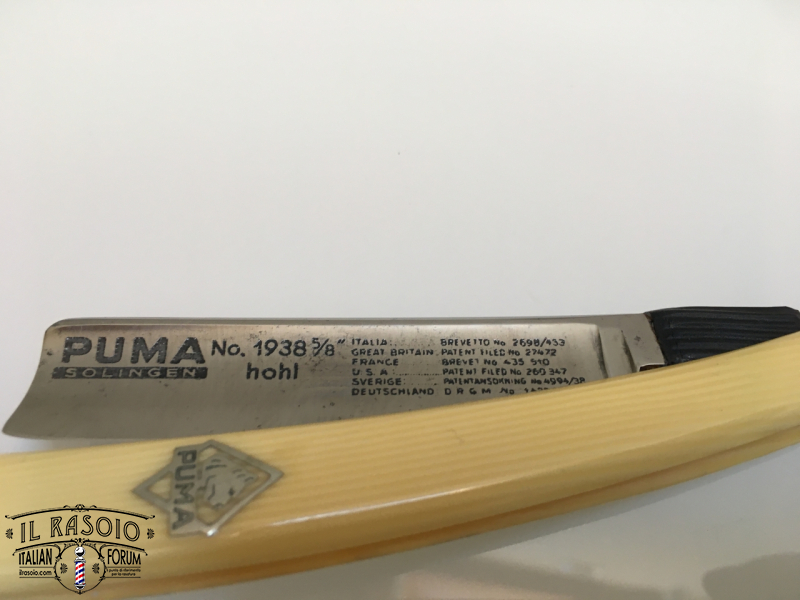 PUMA
SOLINGEN
No. 1938 5/8"
hohl
ITALIA........ BREVETTO No 2698/433
GREAT BRITAIN. PATENT FILED No 27472
FRANCE........ BREVET No 435 510
U.S.A.......... PATENT FILED No 260 347
SVERIGE......... PATENTANSÖKNING No 4994/38
DEUTSCHLAND D.R.G.M. No.
PUMA
IL RASOIO
ITALIAN FORUM
ilrasoio.com